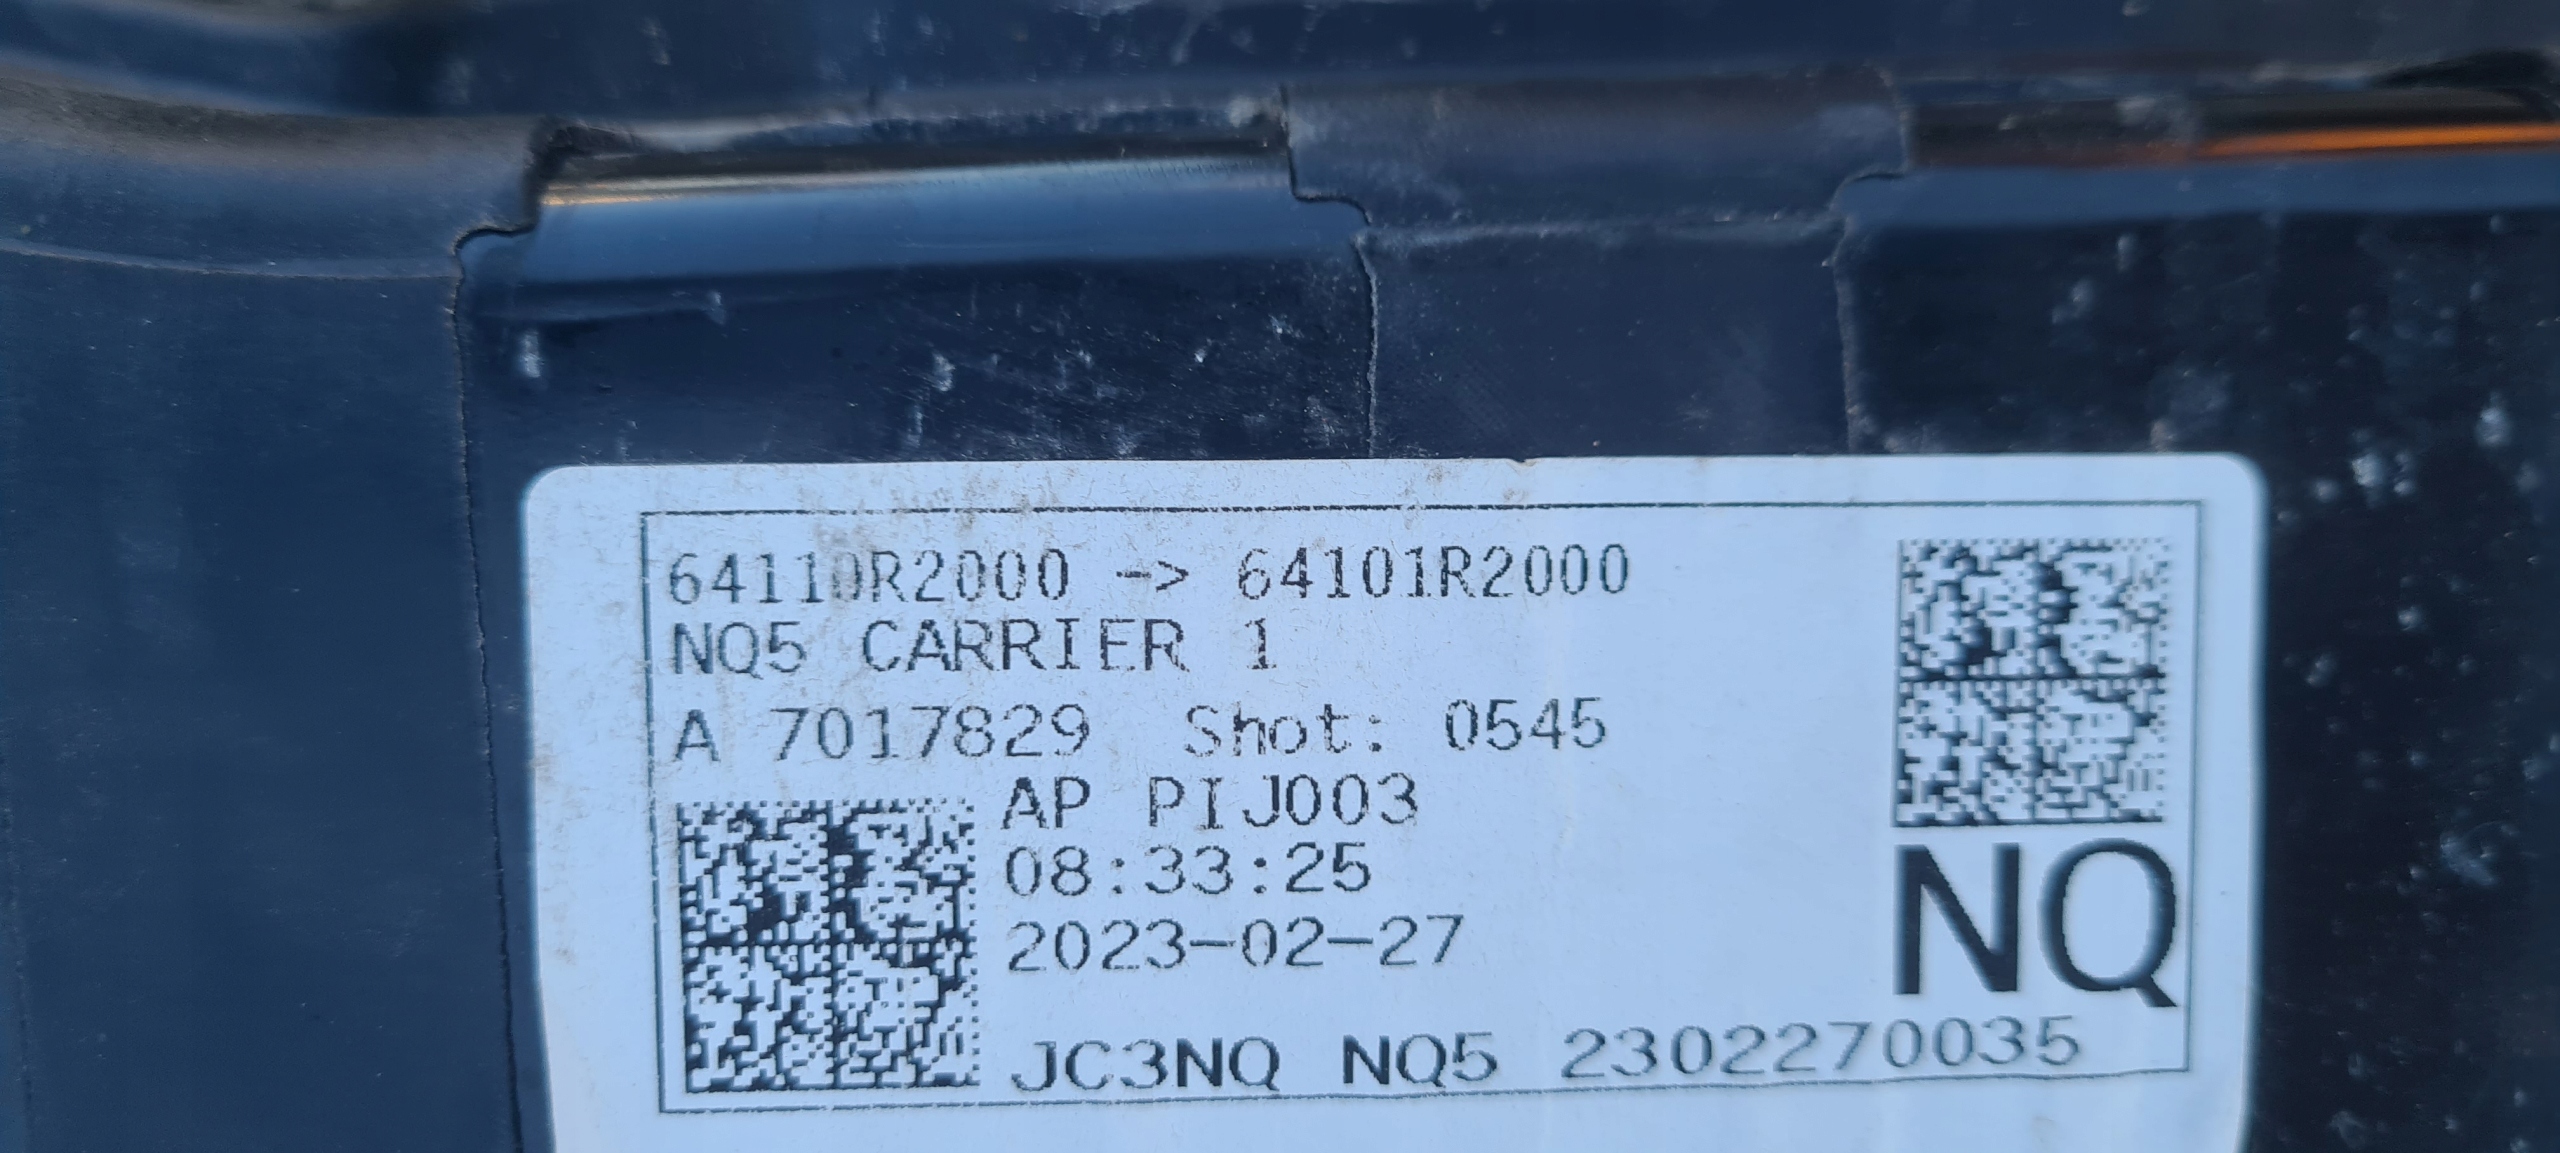 64110R2000 -> 64101R2000
NQ5 CARRIER 1
A 7017829 Shot: 0545
AP PIJ003
08:33:25
2023-02-27
NQ
JC3NQ NQ5 2302270035